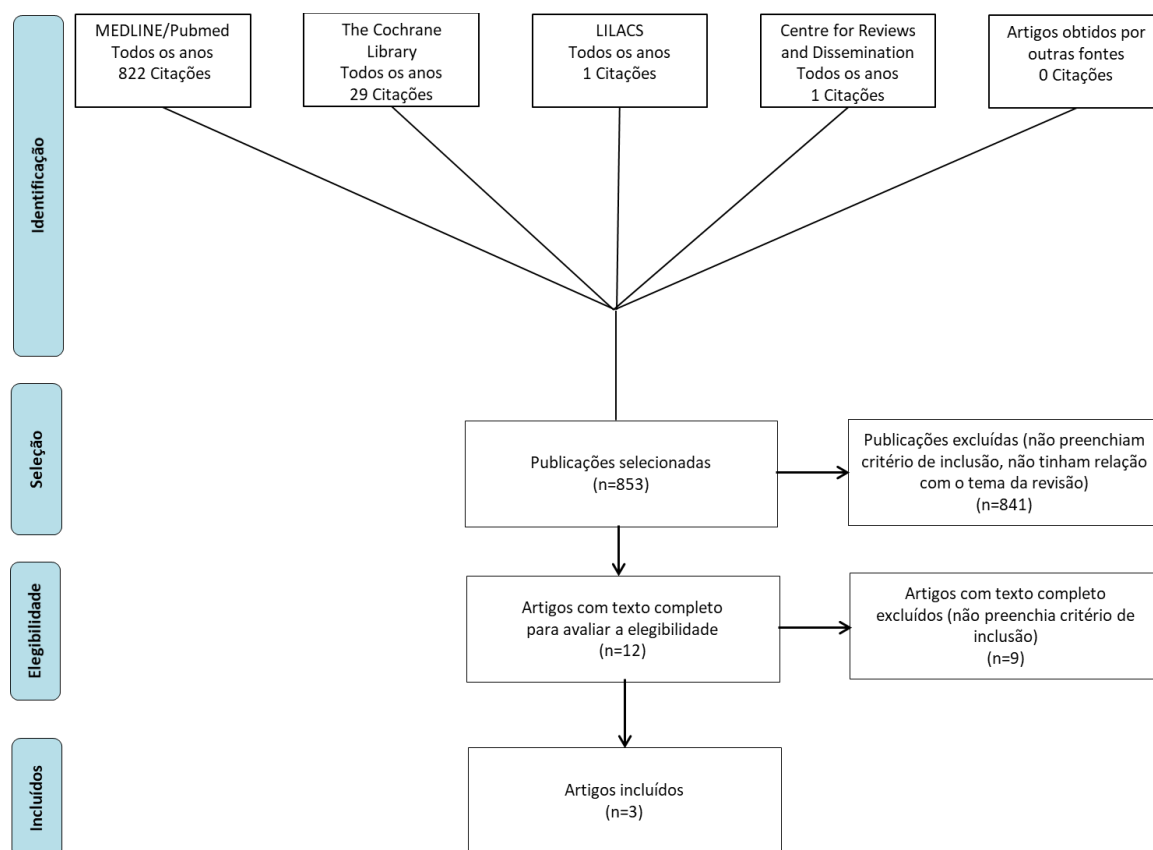 Identificação
MEDLINE/Pubmed
Todos os anos
822 Citações
The Cochrane
Library
Todos os anos
29 Citações
LILACS
Todos os anos
1 Citações
Centre for Reviews
and Dissemination
Todos os anos
1 Citações
Artigos obtidos por
outras fontes
0 Citações
Seleção
Publicações selecionadas
(n=853)
Publicações excluídas (não preenchiam
critério de inclusão, não tinham relação
com o tema da revisão)
(n=841)
Elegibilidade
Artigos com texto completo
para avaliar a elegibilidade
(n=12)
Artigos com texto completo
excluídos (não preenchia critério de
inclusão)
(n=9)
Incluídos
Artigos incluídos
(n=3)